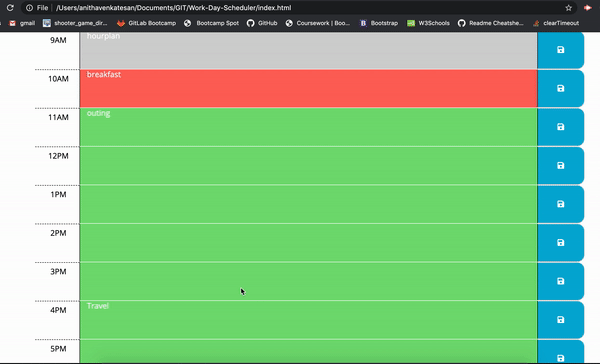 File | /Users/anithavenkatesan/Documents/GIT/Work-Day-Scheduler/index.html
gmail shooter_game_dir... GitLab Bootcamp Bootcamp Spot GitHub Coursework | Boo... Bootstrap W3Schools Readme Cheatshe... clearTimeout
9AM hourplan
10AM breakfast
11AM outing
12PM
1PM
2PM
3PM
4PM Travel
5PM